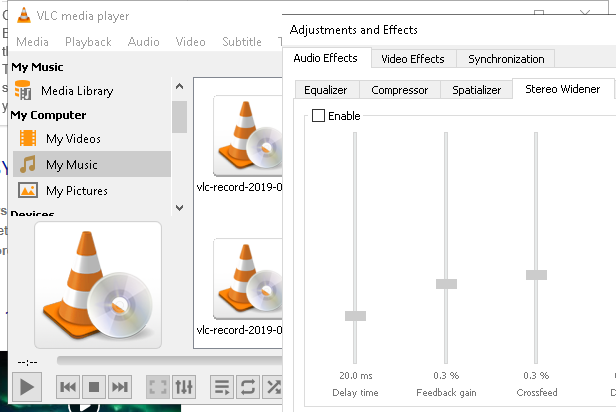 VLC media player
Media Playback Audio Video Subtitle
My Music
Media Library
My Computer
My Videos
My Music
My Pictures
Devices
vlc-record-2019-0
vlc-record-2019-0
--:--
Adjustments and Effects
Audio Effects Video Effects Synchronization
Equalizer Compressor Spatializer Stereo Widener
Enable
20.0 ms 0.3 % 0.3 %
Delay time Feedback gain Crossfeed